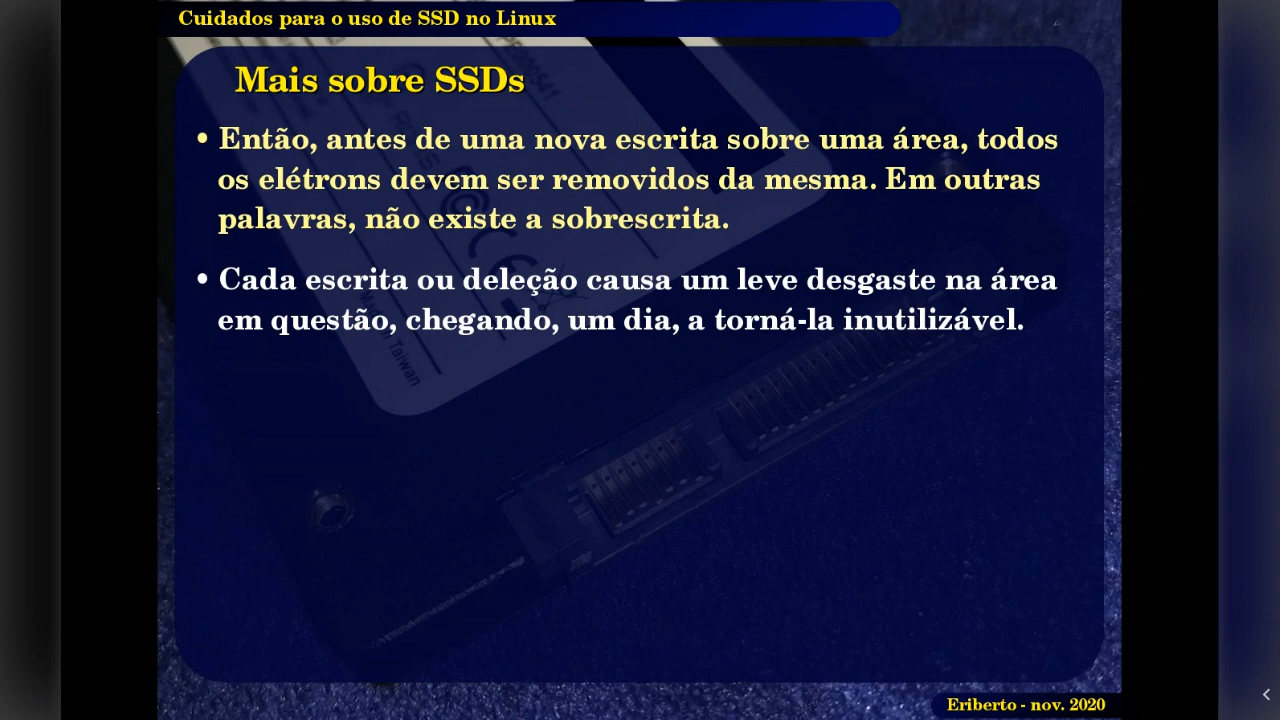 Cuidados para o uso de SSD no Linux
Mais sobre SSDs
• Então, antes de uma nova escrita sobre uma área, todos
os elétrons devem ser removidos da mesma. Em outras
palavras, não existe a sobrescrita.
• Cada escrita ou deleção causa um leve desgaste na área
em questão, chegando, um dia, a torná-la inutilizável.
Eriberto - nov. 2020